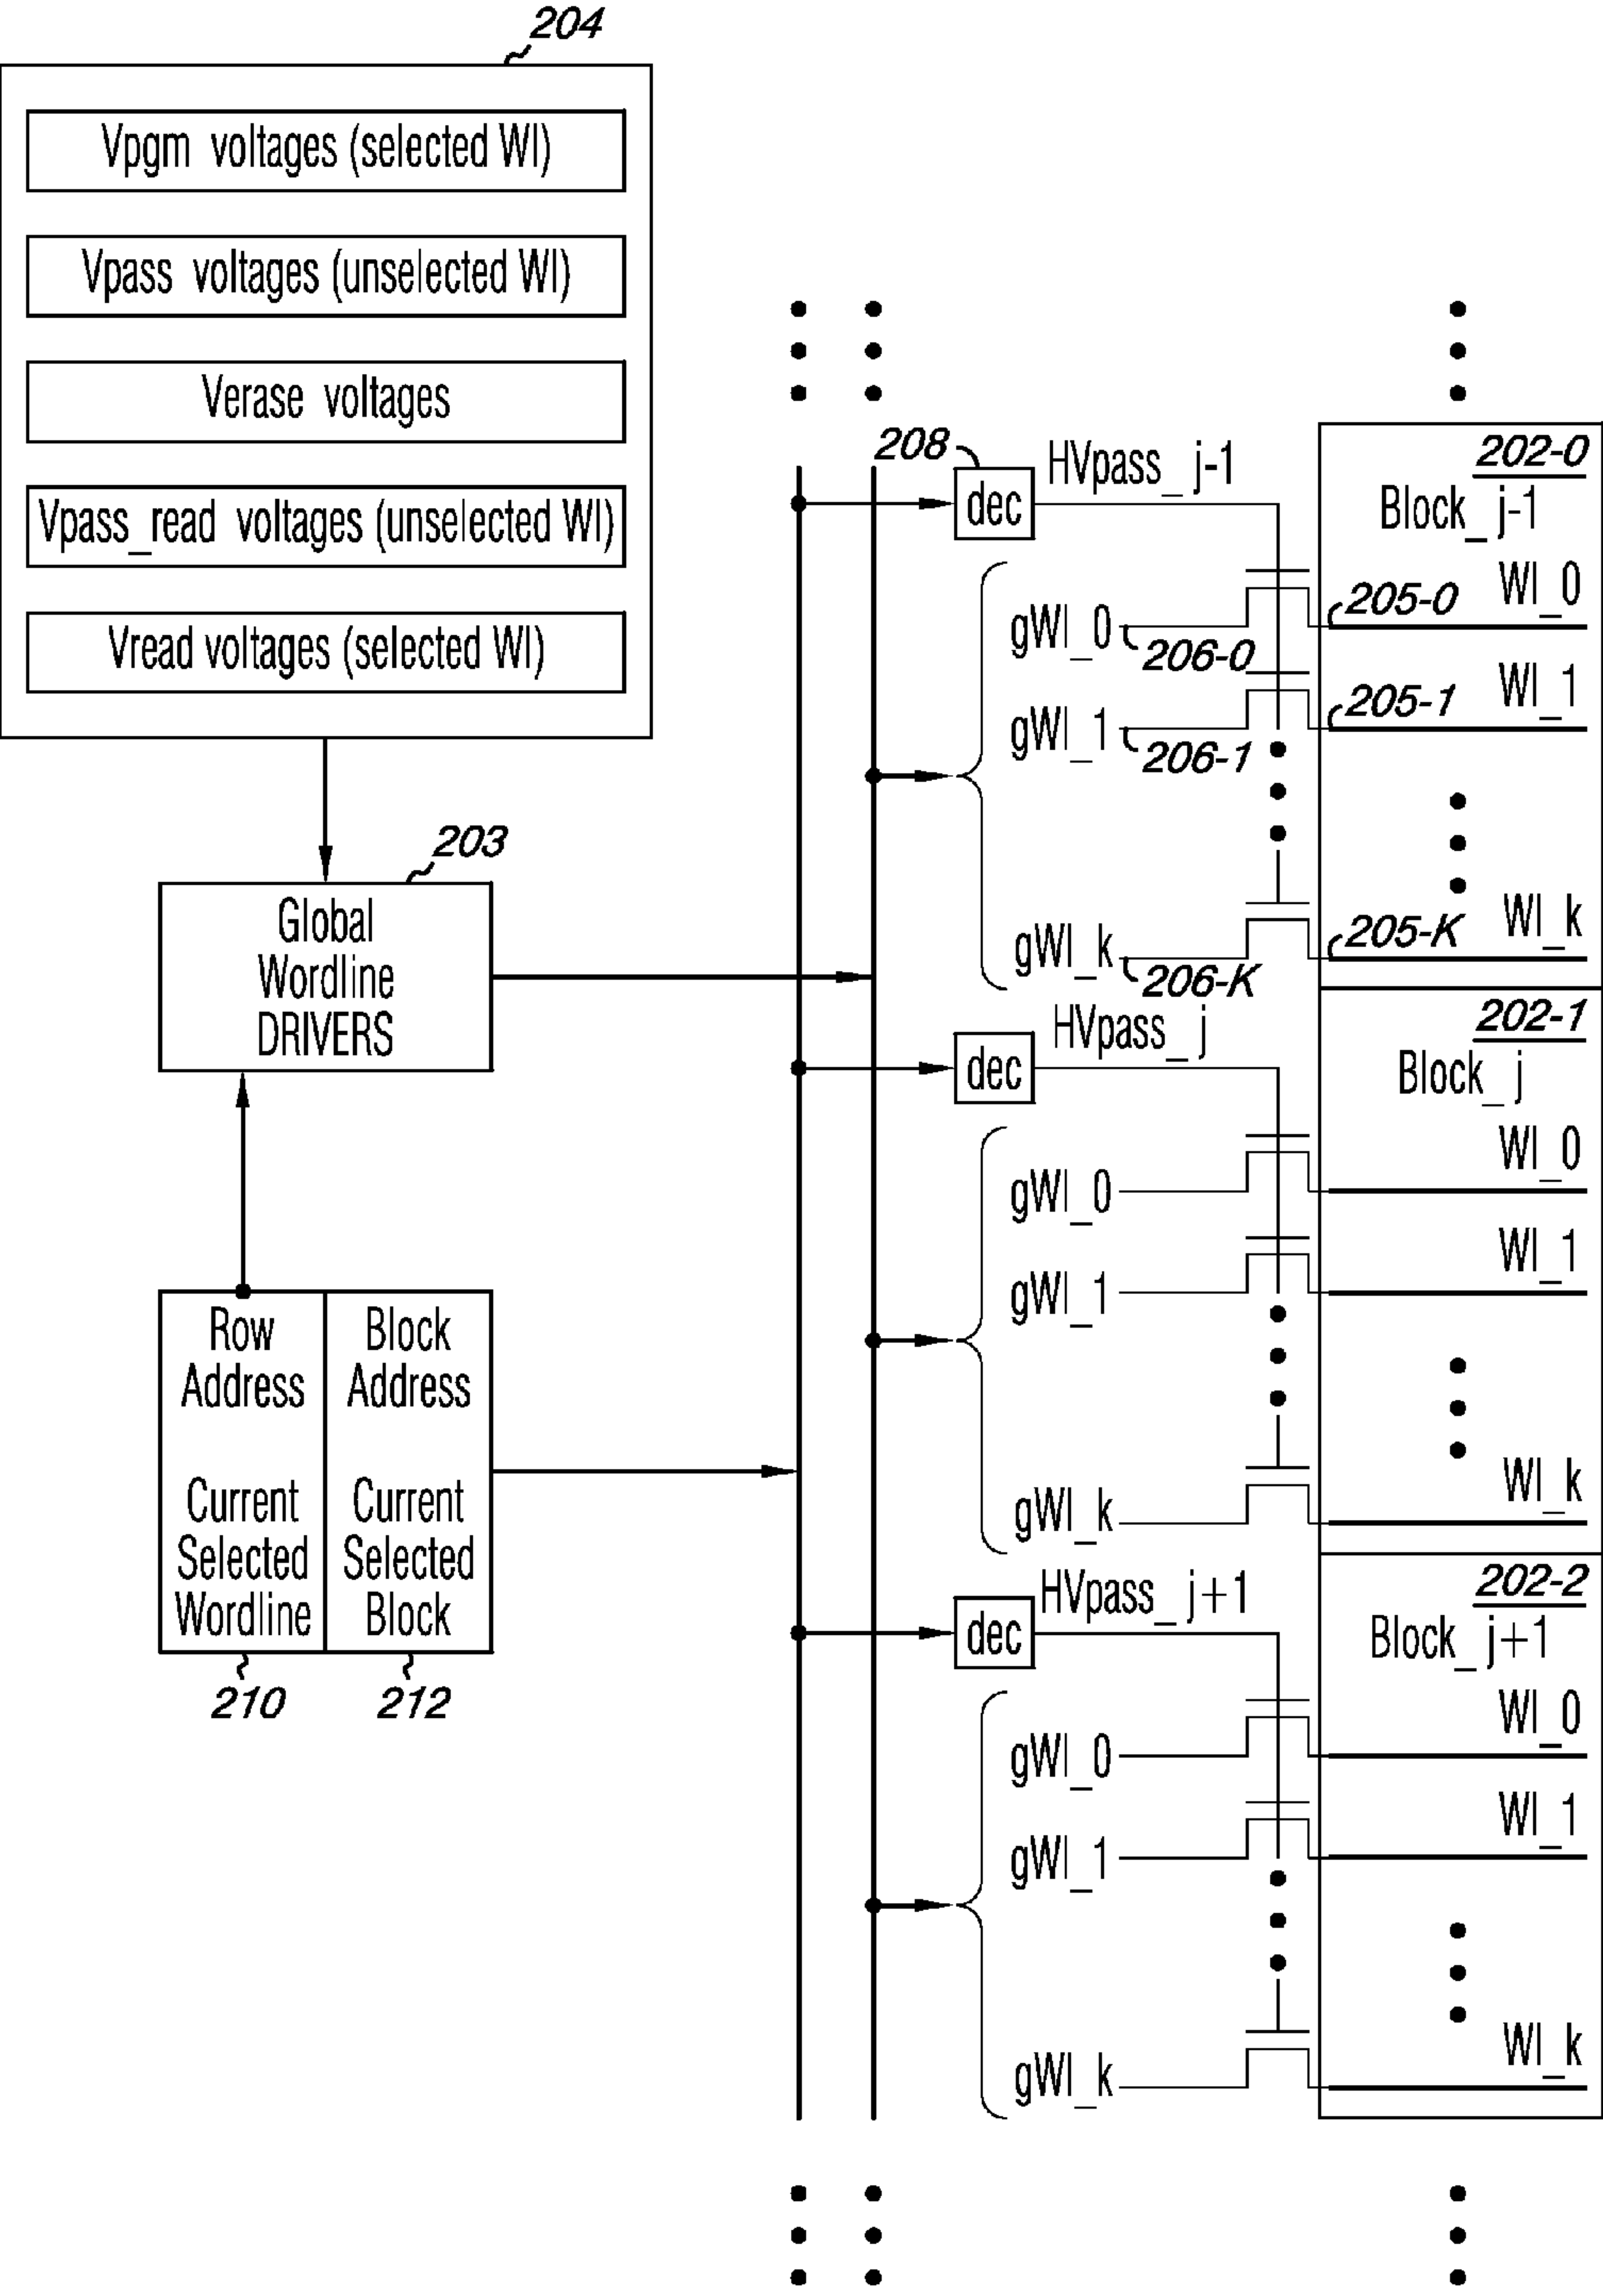 204
Vpgm voltages (selected Wl)
Vpass voltages (unselected Wl)
Verase voltages
Vpass_read voltages (unselected Wl)
Vread voltages (selected Wl)
203
Global
Wordline
DRIVERS
Row
Address
Current
Selected
Wordline
210
Block
Address
Current
Selected
Block
212
208
dec
HVpass_j-1
202-0
Block_j-1
gWl_0
206-0
205-0
Wl_0
gWl_1
206-1
205-1
Wl_1
gWl_k
206-K
205-K
Wl_k
dec
HVpass_j
202-1
Block_j
gWl_0
Wl_0
gWl_1
Wl_1
gWl_k
Wl_k
dec
HVpass_j+1
202-2
Block_j+1
gWl_0
Wl_0
gWl_1
Wl_1
gWl_k
Wl_k